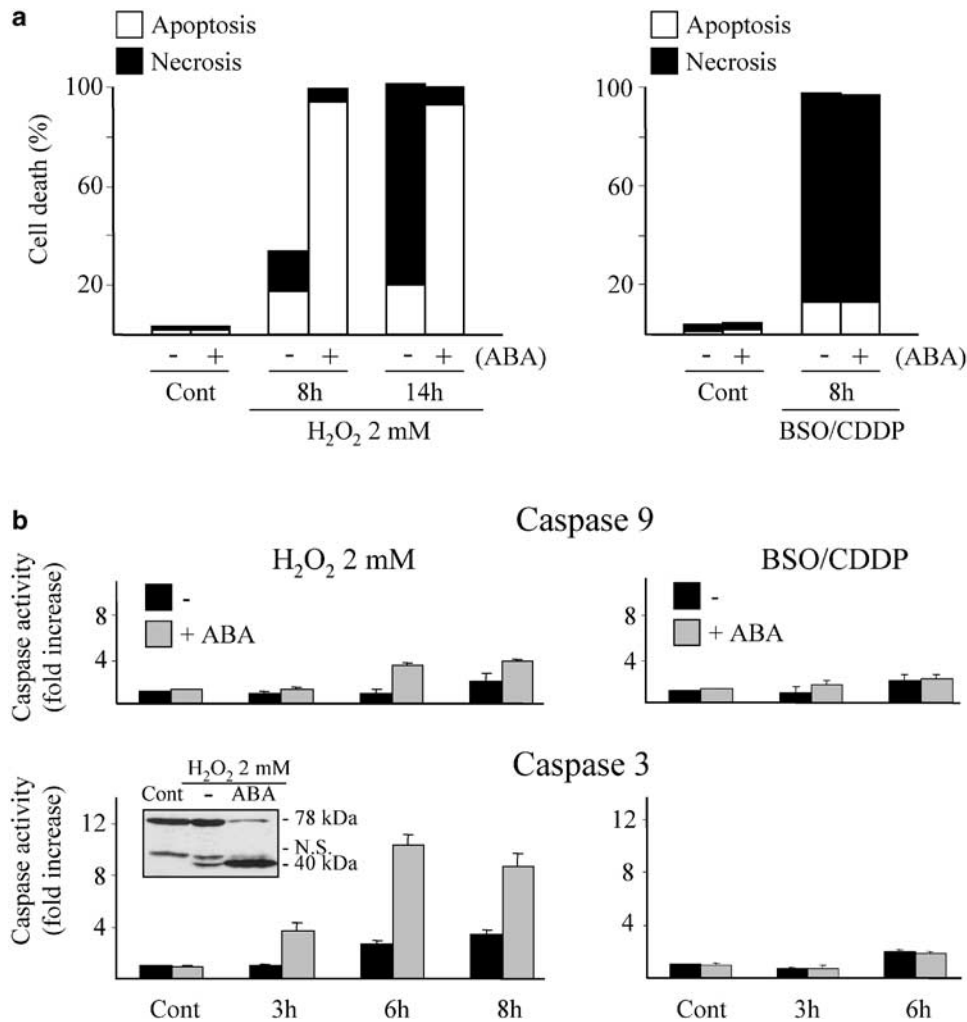 a
Apoptosis
Necrosis
Cell death (%)
100
60
20
- + - + - + (ABA)
Cont 8h 14h
H₂O₂ 2 mM
Apoptosis
Necrosis
100
60
20
- + - + (ABA)
Cont 8h
BSO/CDDP
b
Caspase 9
H₂O₂ 2 mM
Caspase activity
(fold increase)
8
4
-
+ ABA
BSO/CDDP
8
4
-
+ ABA
Caspase 3
Caspase activity
(fold increase)
12
8
4
H₂O₂ 2 mM
Cont - ABA
- 78 kDa
- N.S.
- 40 kDa
Cont 3h 6h 8h
12
8
4
Cont 3h 6h